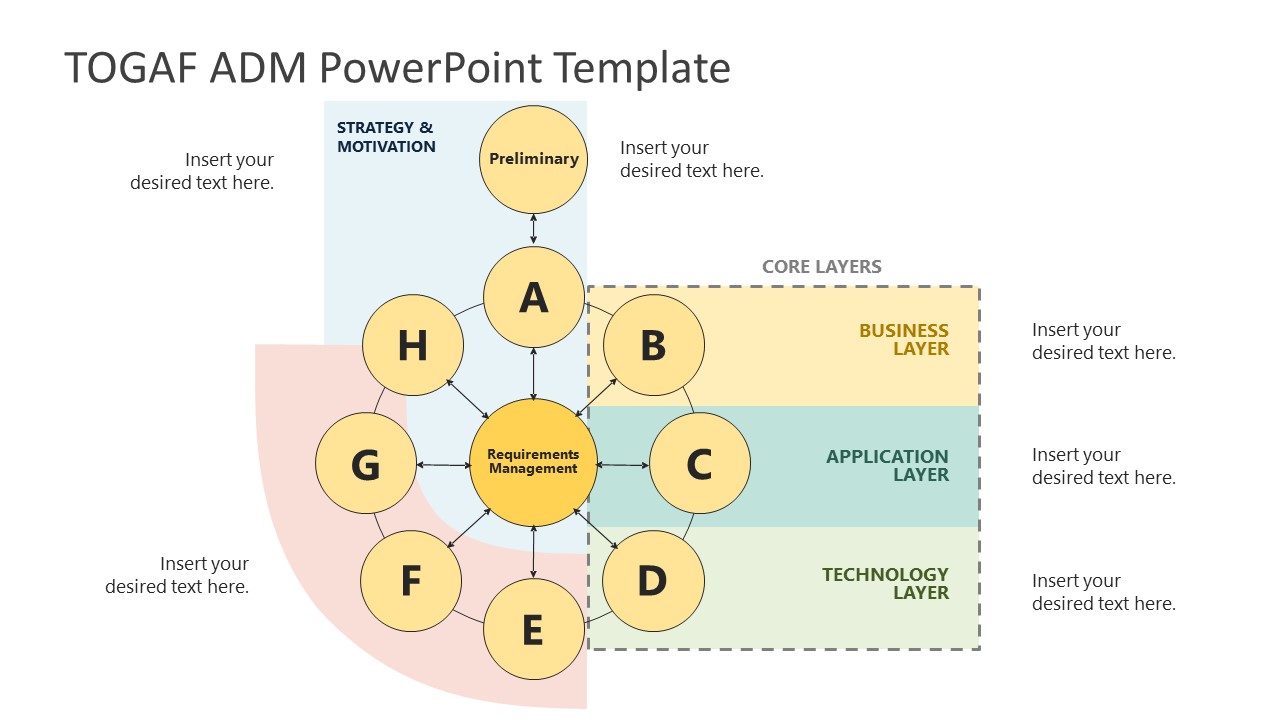 TOGAF ADM PowerPoint Template
STRATEGY &
MOTIVATION
Preliminary
Insert your
desired text here.
Insert your
desired text here.
CORE LAYERS
A
H
B
BUSINESS
LAYER
Insert your
desired text here.
G
Requirements
Management
C
APPLICATION
LAYER
Insert your
desired text here.
F
E
D
TECHNOLOGY
LAYER
Insert your
desired text here.
Insert your
desired text here.